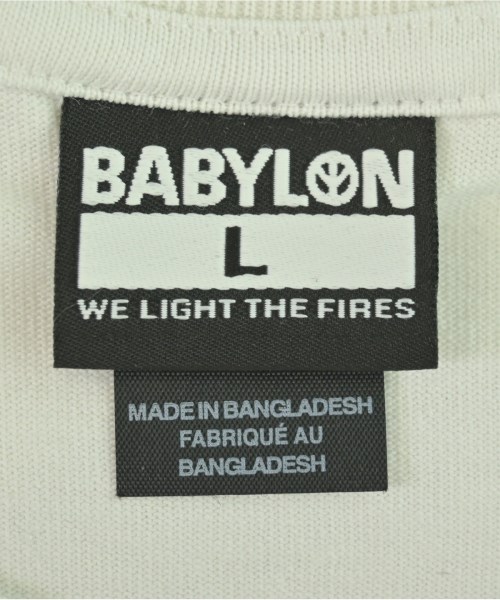 BABYLON
L
WE LIGHT THE FIRES
MADE IN BANGLADESH
FABRIQUÉ AU
BANGLADESH